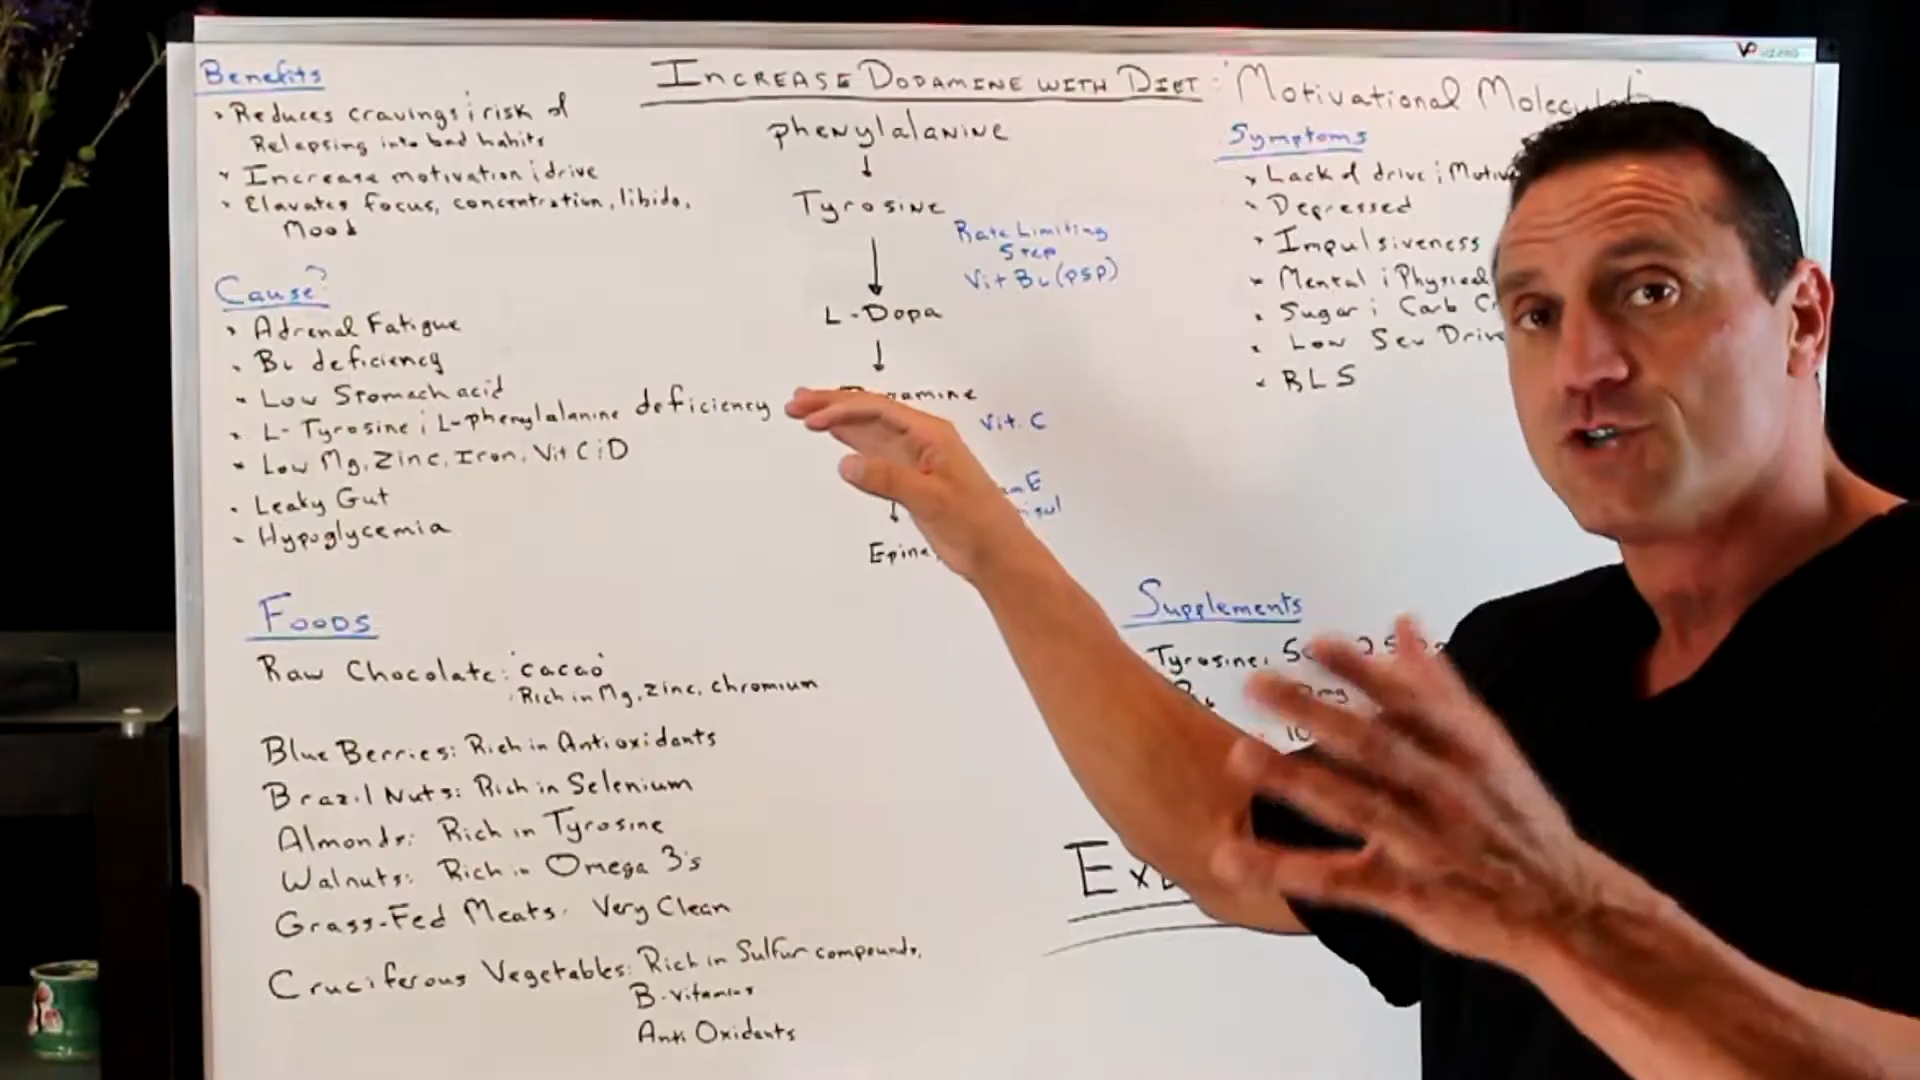 Benefits
Reduces cravings ; risk of
Relapsing into bad habits
Increase motivation ; drive
Elavates focus, concentration, libido,
Mood
Cause?
Adrenal Fatigue
B6 deficiency
Low Stomach acid
L-Tyrosine ; L-phenylalanine deficiency
Low Mg, Zinc, Iron, Vit C ; D
Leaky Gut
Hypoglycemia
Foods
Raw Chocolate: "cacao"
Rich in Mg, Zinc, chromium
Blue Berries: Rich in Antioxidants
Brazil Nuts: Rich in Selenium
Almonds: Rich in Tyrosine
Walnuts: Rich in Omega 3's
Grass-Fed Meats: Very Clean
Cruciferous Vegetables: Rich in Sulfur compounds,
B-vitamins
Anti Oxidants
Increase Dopamine with Diet: "Motivational
phenylalanine
Tyrosine
Rate Limiting
Step
Vit B6 (P5P)
L-Dopa
Vit. C
Symptoms
Lack of drive ;
Depressed
Impulsiveness
Mental ; Physical
Sugar ; Carb
Low Sex Drive
RLS
Supplements
Tyrosine: